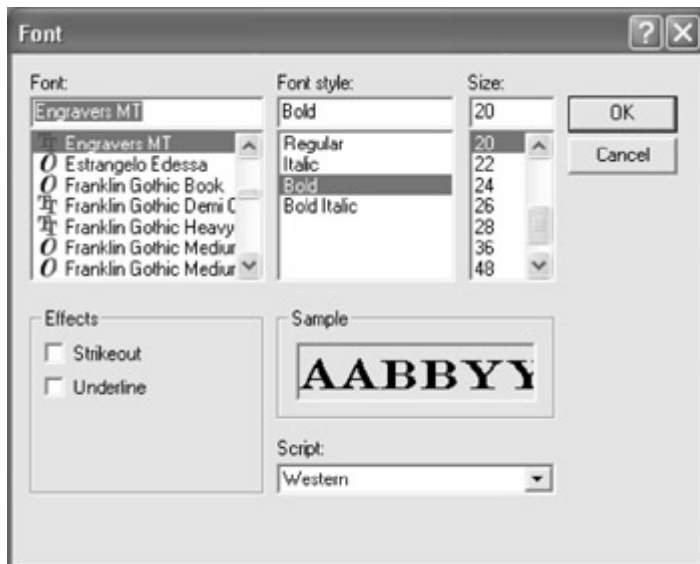 Font
Font:
Engravers MT
Engravers MT
Estrangelo Edessa
Franklin Gothic Book
Franklin Gothic Demi C
Franklin Gothic Heavy
Franklin Gothic Mediur
Franklin Gothic Mediur
Font style:
Bold
Regular
Italic
Bold
Bold Italic
Size:
20
20
22
24
26
28
36
48
OK
Cancel
Effects
Strikeout
Underline
Sample
AABBYY
Script:
Western